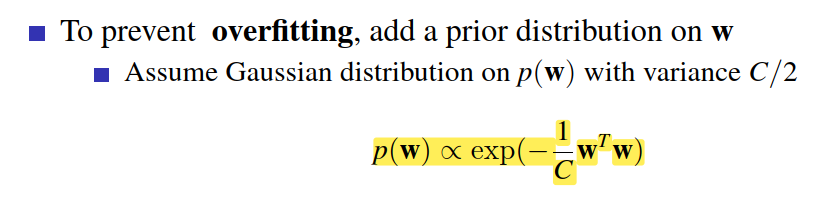 To prevent overfitting, add a prior distribution on w
Assume Gaussian distribution on p(w) with variance C/2
p(w) ∝ exp(−1/C wᵀw)